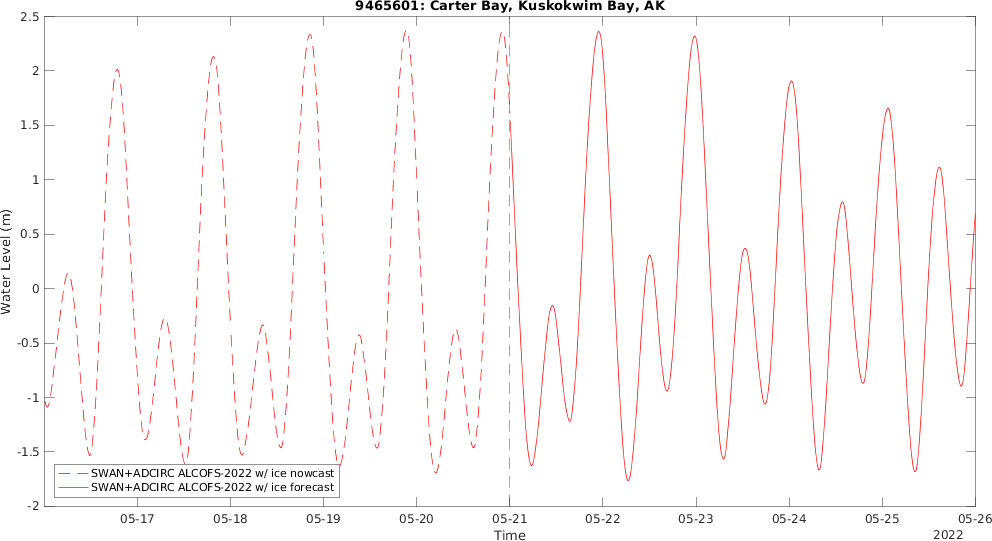 9465601: Carter Bay, Kuskokwim Bay, AK
2.5
2
1.5
1
0.5
0
-0.5
-1
-1.5
-2
Water Level (m)
SWAN+ADCIRC ALCOFS-2022 w/ ice nowcast
SWAN+ADCIRC ALCOFS-2022 w/ ice forecast
05-17 05-18 05-19 05-20 05-21 05-22 05-23 05-24 05-25 05-26
Time
2022